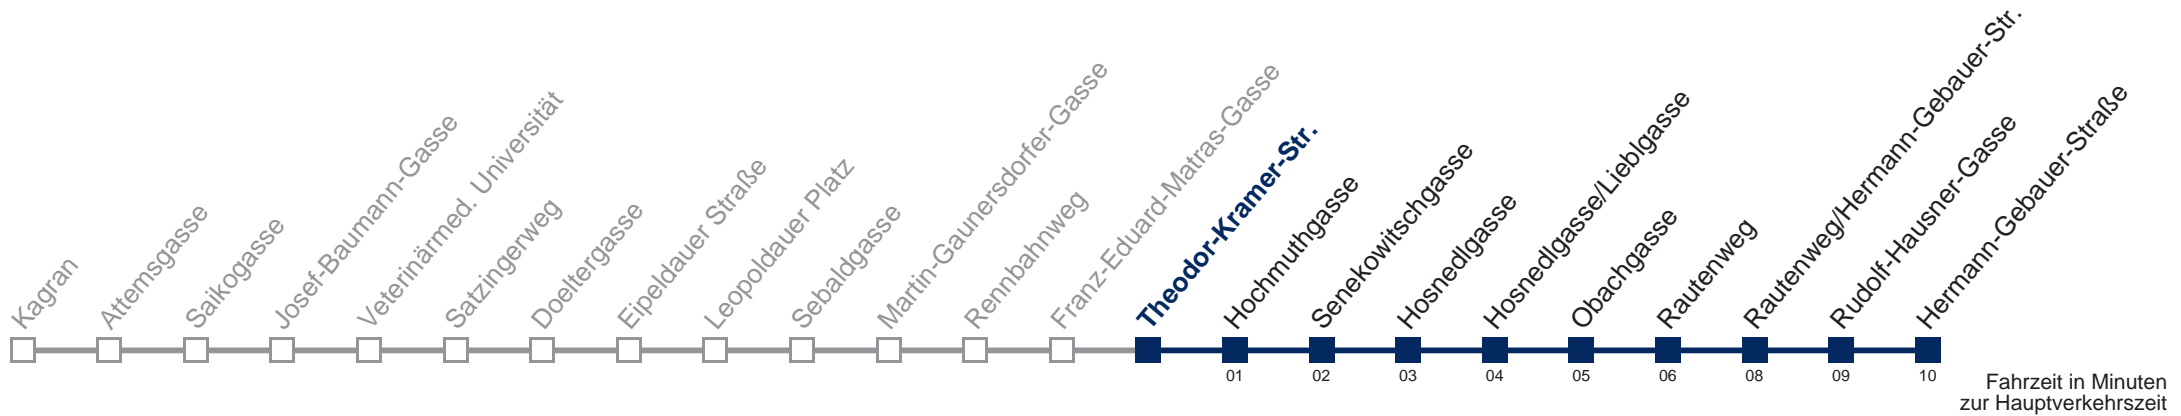 Kagran
Attemsgasse
Saikogasse
Josef-Baumann-Gasse
Veterinärmed. Universität
Satzingerweg
Doeltergasse
Eipeldauer Straße
Leopoldauer Platz
Sebaldgasse
Martin-Gaunersdorfer-Gasse
Rennbahnweg
Franz-Eduard-Matras-Gasse
Theodor-Kramer-Str.
Hochmuthgasse
Senekowitschgasse
Hosnedlgasse
Hosnedlgasse/Lieblgasse
Obachgasse
Rautenweg
Rautenweg/Hermann-Gebauer-Str.
Rudolf-Hausner-Gasse
Hermann-Gebauer-Straße
01 02 03 04 05 06 08 09 10
Fahrzeit in Minuten
zur Hauptverkehrszeit